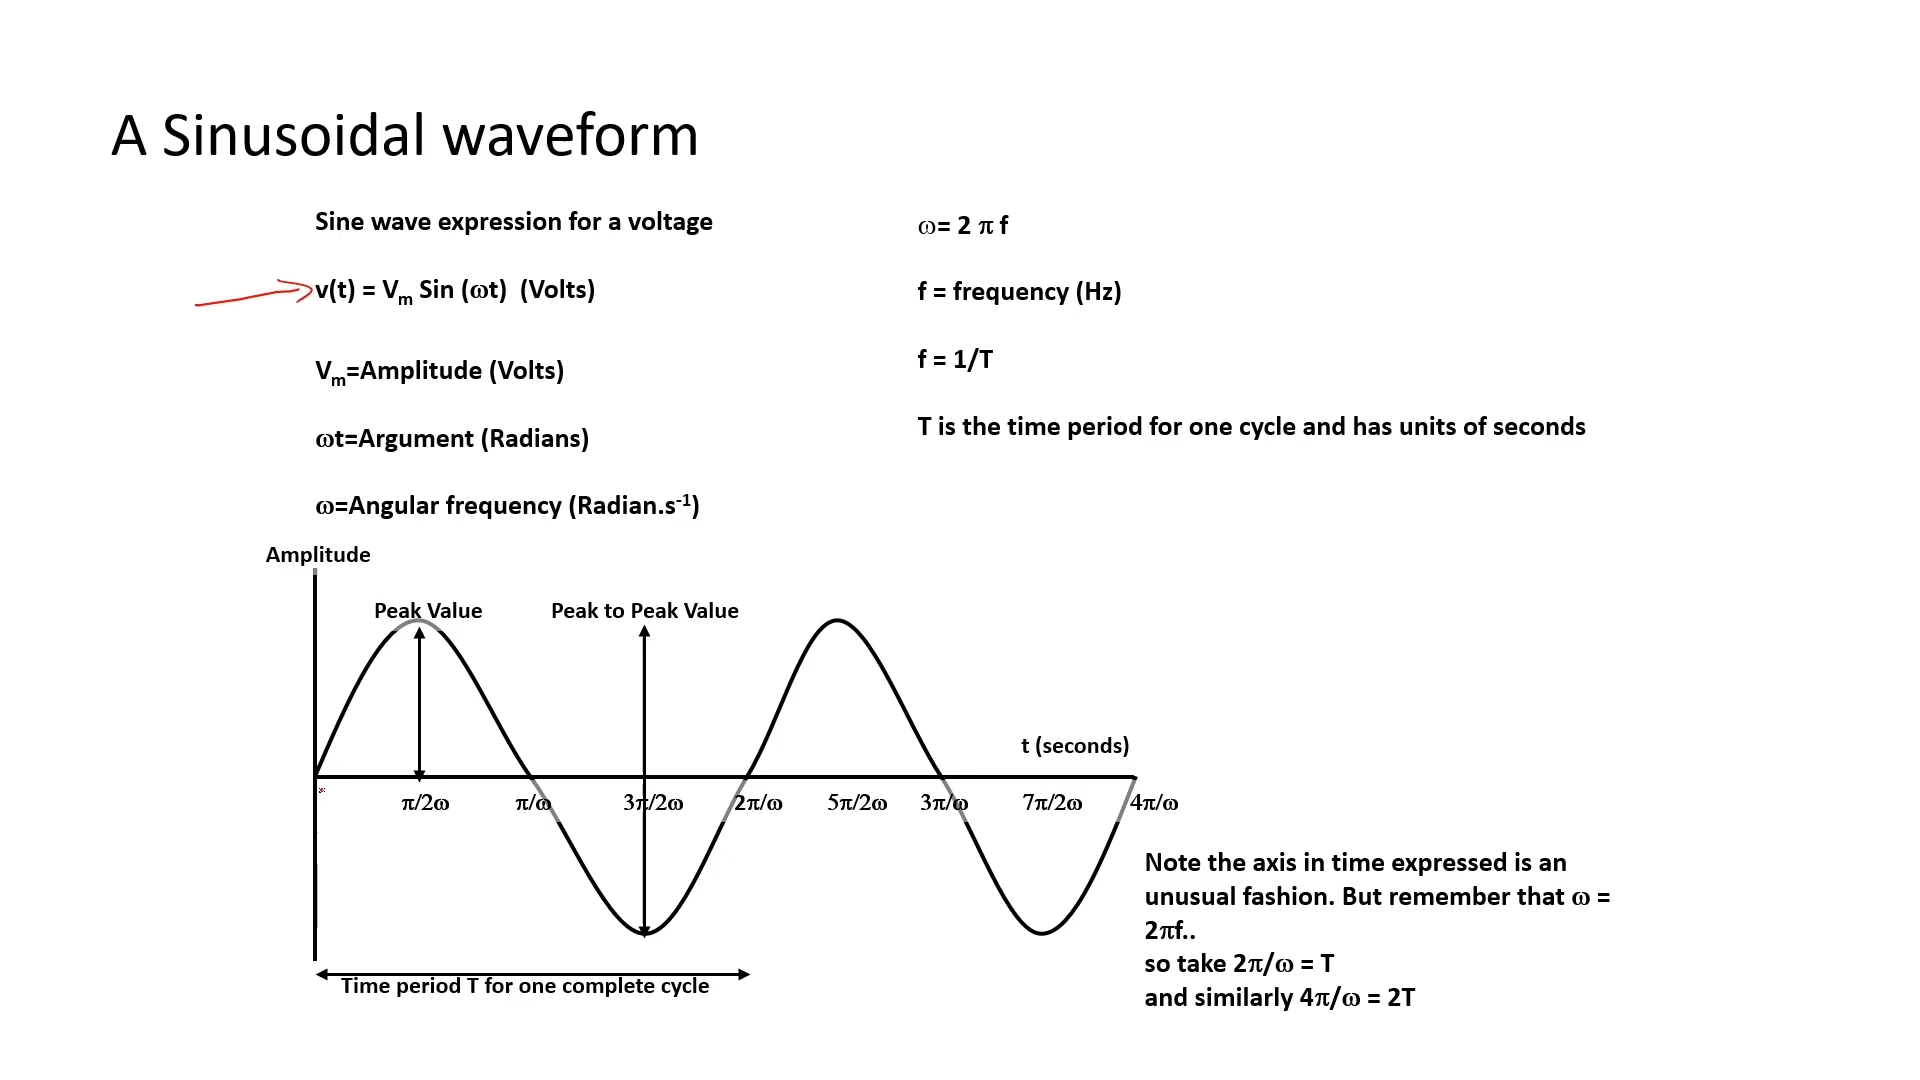 A Sinusoidal waveform
Sine wave expression for a voltage
v(t) = Vm Sin (ωt)  (Volts)
Vm=Amplitude (Volts)
ωt=Argument (Radians)
ω=Angular frequency (Radian.s-1)
ω= 2 π f
f = frequency (Hz)
f = 1/T
T is the time period for one cycle and has units of seconds
Amplitude
Peak Value
Peak to Peak Value
t (seconds)
π/2ω π/ω 3π/2ω 2π/ω 5π/2ω 3π/ω 7π/2ω 4π/ω
Time period T for one complete cycle
Note the axis in time expressed is an
unusual fashion. But remember that ω =
2πf..
so take 2π/ω = T
and similarly 4π/ω = 2T